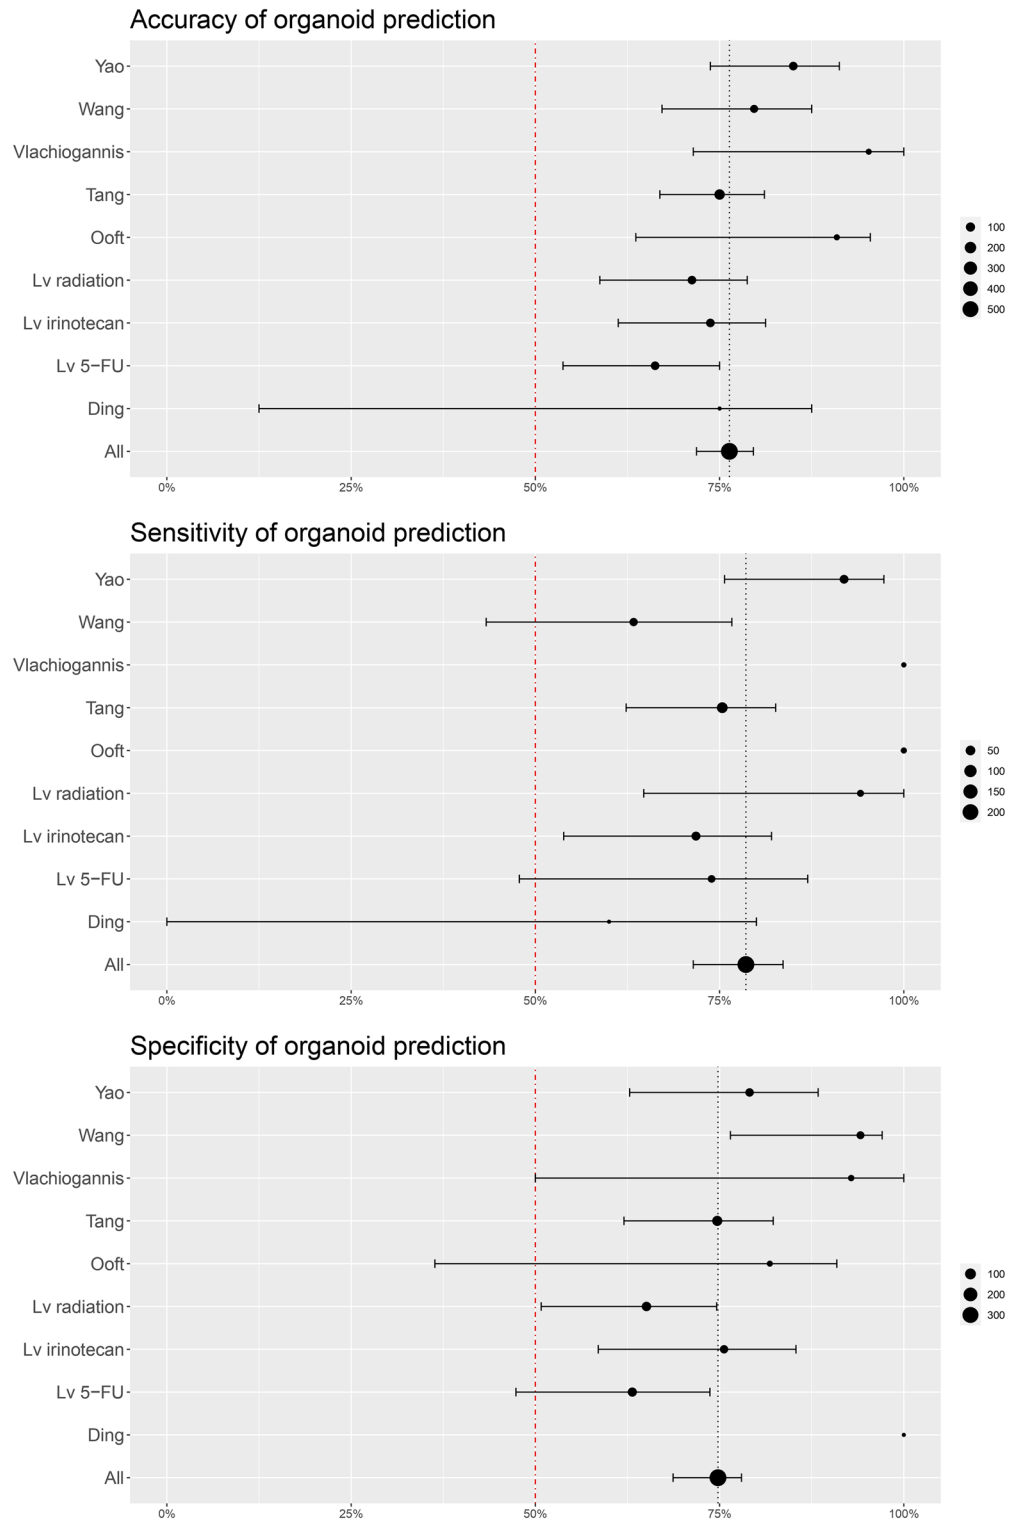 Accuracy of organoid prediction
Yao
Wang
Vlachiogannis
Tang
Ooft
Lv radiation
Lv irinotecan
Lv 5−FU
Ding
All
0% 25% 50% 75% 100%
100
200
300
400
500
Sensitivity of organoid prediction
Yao
Wang
Vlachiogannis
Tang
Ooft
Lv radiation
Lv irinotecan
Lv 5−FU
Ding
All
0% 25% 50% 75% 100%
50
100
150
200
Specificity of organoid prediction
Yao
Wang
Vlachiogannis
Tang
Ooft
Lv radiation
Lv irinotecan
Lv 5−FU
Ding
All
0% 25% 50% 75% 100%
100
200
300